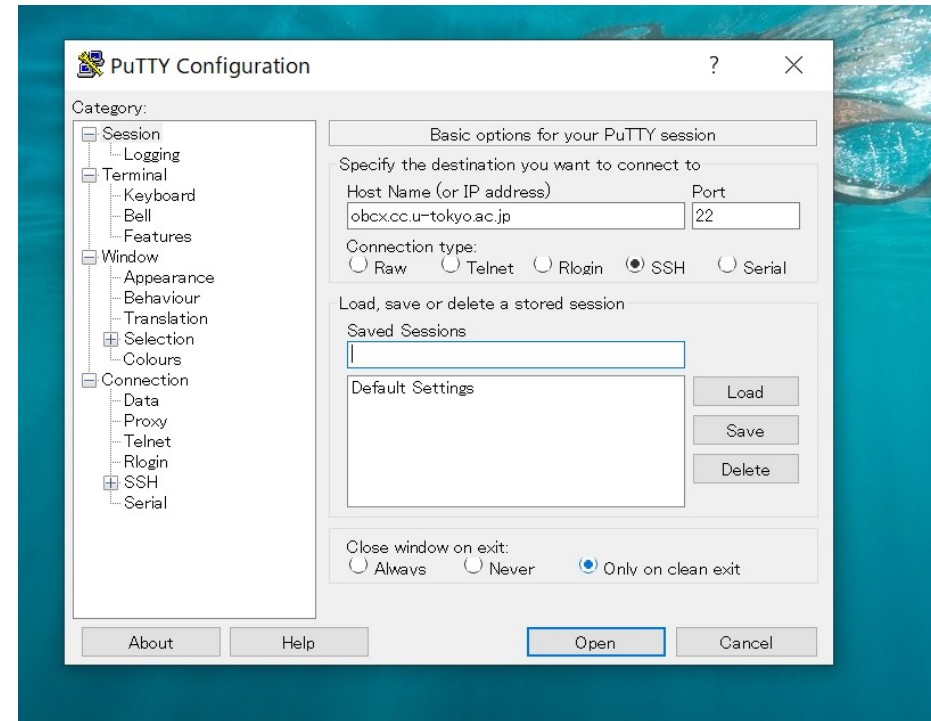 PuTTY Configuration
?
Category:
Session
Logging
Terminal
Keyboard
Bell
Features
Window
Appearance
Behaviour
Translation
Selection
Colours
Connection
Data
Proxy
Telnet
Rlogin
SSH
Serial
Basic options for your PuTTY session
Specify the destination you want to connect to
Host Name (or IP address) Port
obcx.cc.u-tokyo.ac.jp 22
Connection type:
Raw Telnet Rlogin SSH Serial
Load, save or delete a stored session
Saved Sessions
Default Settings
Load
Save
Delete
Close window on exit:
Always Never Only on clean exit
About Help Open Cancel